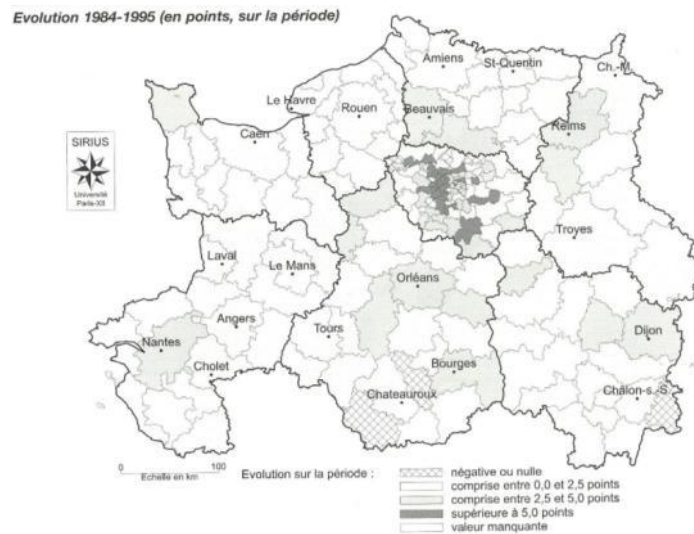 Evolution 1984-1995 (en points, sur la période)
Amiens
St-Quentin
Ch.-M.
Le Havre
Rouen
Beauvais
Reims
Caen
SIRIUS
Université
Paris-XII
Troyes
Laval
Le Mans
Orléans
Angers
Nantes
Tours
Dijon
Cholet
Bourges
Chateauroux
Châlon-s.-S.
0 100
Echelle en km
Evolution sur la période :
négative ou nulle
comprise entre 0,0 et 2,5 points
comprise entre 2,5 et 5,0 points
supérieure à 5,0 points
valeur manquante